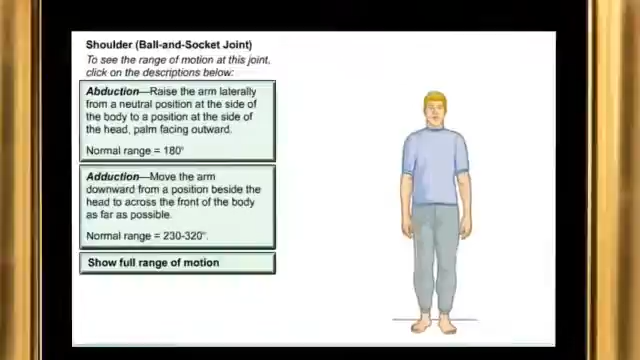 Shoulder (Ball-and-Socket Joint)
To see the range of motion at this joint,
click on the descriptions below:
Abduction—Raise the arm laterally
from a neutral position at the side of
the body to a position at the side of
the head, palm facing outward.
Normal range = 180°
Adduction—Move the arm
downward from a position beside the
head to across the front of the body
as far as possible.
Normal range = 230-320°.
Show full range of motion